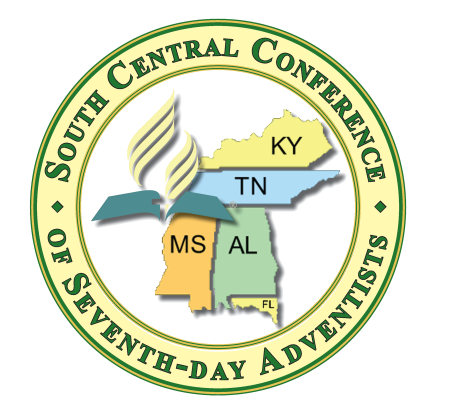 SOUTH CENTRAL CONFERENCE
OF SEVENTH-DAY ADVENTISTS
KY
TN
MS AL
FL